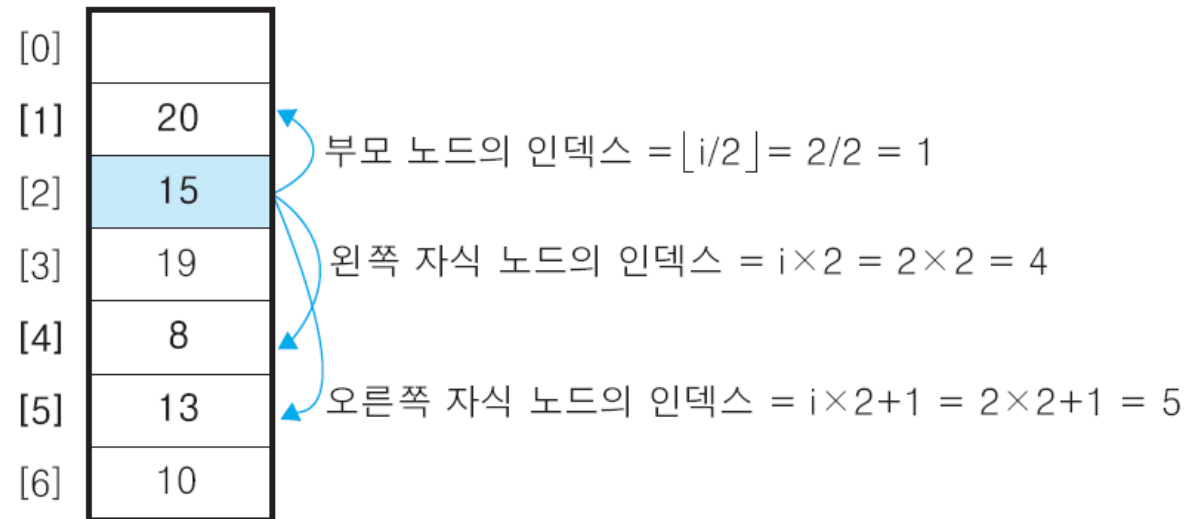 [0]
[1] 20
부모 노드의 인덱스 =⌊i/2⌋= 2/2 = 1
[2] 15
[3] 19
왼쪽 자식 노드의 인덱스 = i×2 = 2×2 = 4
[4] 8
[5] 13
오른쪽 자식 노드의 인덱스 = i×2+1 = 2×2+1 = 5
[6] 10